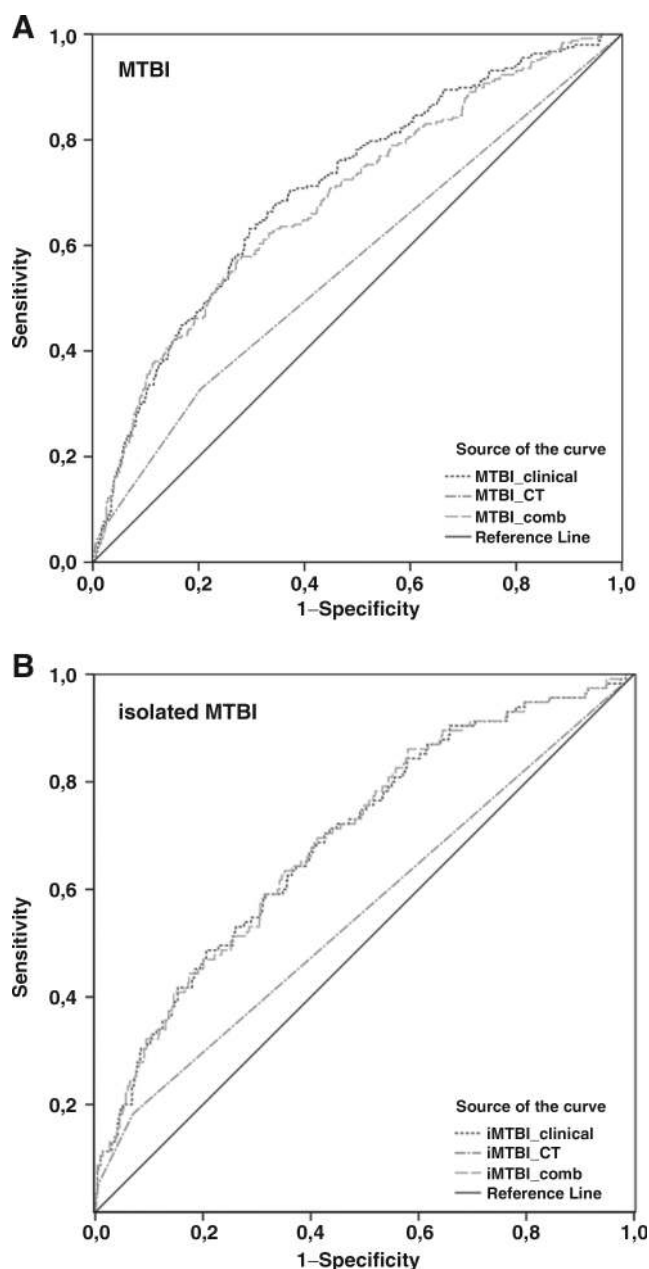 A
MTBI
1,0
0,8
0,6
0,4
0,2
0,0
Sensitivity
Source of the curve
MTBI_clinical
MTBI_CT
MTBI_comb
Reference Line
0,0 0,2 0,4 0,6 0,8 1,0
1–Specificity
B
isolated MTBI
1,0
0,8
0,6
0,4
0,2
Sensitivity
Source of the curve
iMTBI_clinical
iMTBI_CT
iMTBI_comb
Reference Line
0,0 0,2 0,4 0,6 0,8 1,0
1–Specificity